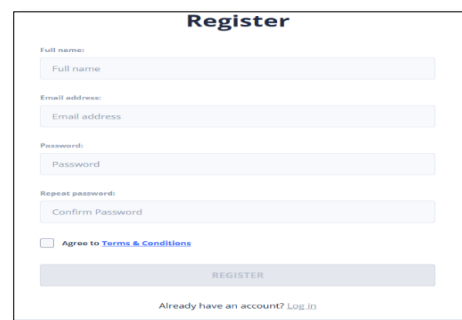 Register
Full name:
Full name
Email address:
Email address
Password:
Password
Repeat password:
Confirm Password
Agree to Terms & Conditions
REGISTER
Already have an account? Log in